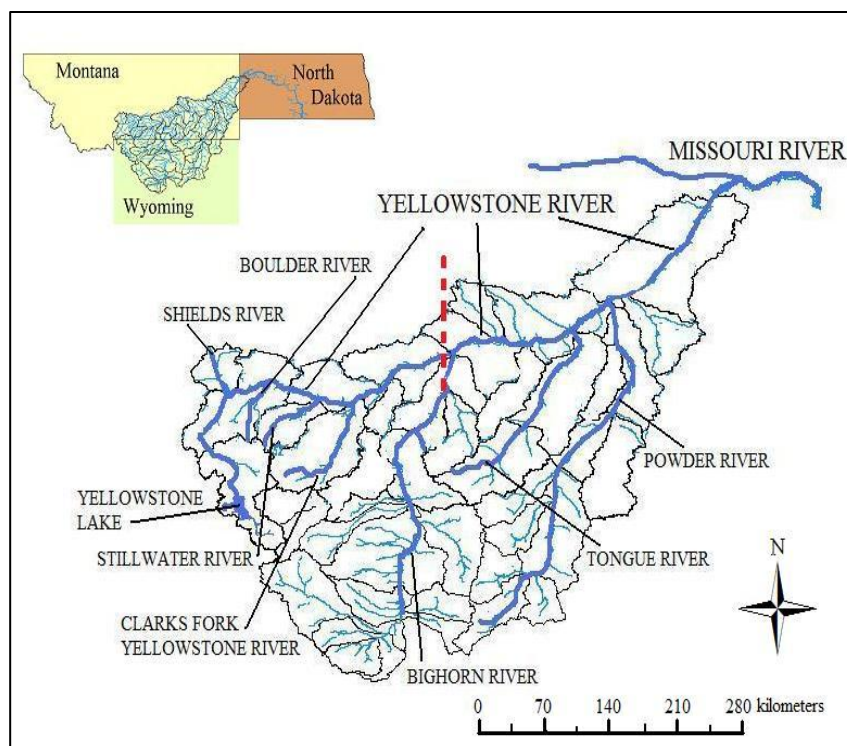 Montana
North
Dakota
Wyoming
MISSOURI RIVER
YELLOWSTONE RIVER
BOULDER RIVER
SHIELDS RIVER
POWDER RIVER
YELLOWSTONE
LAKE
STILLWATER RIVER
TONGUE RIVER
N
CLARKS FORK
YELLOWSTONE RIVER
BIGHORN RIVER
0 70 140 210 280 kilometers